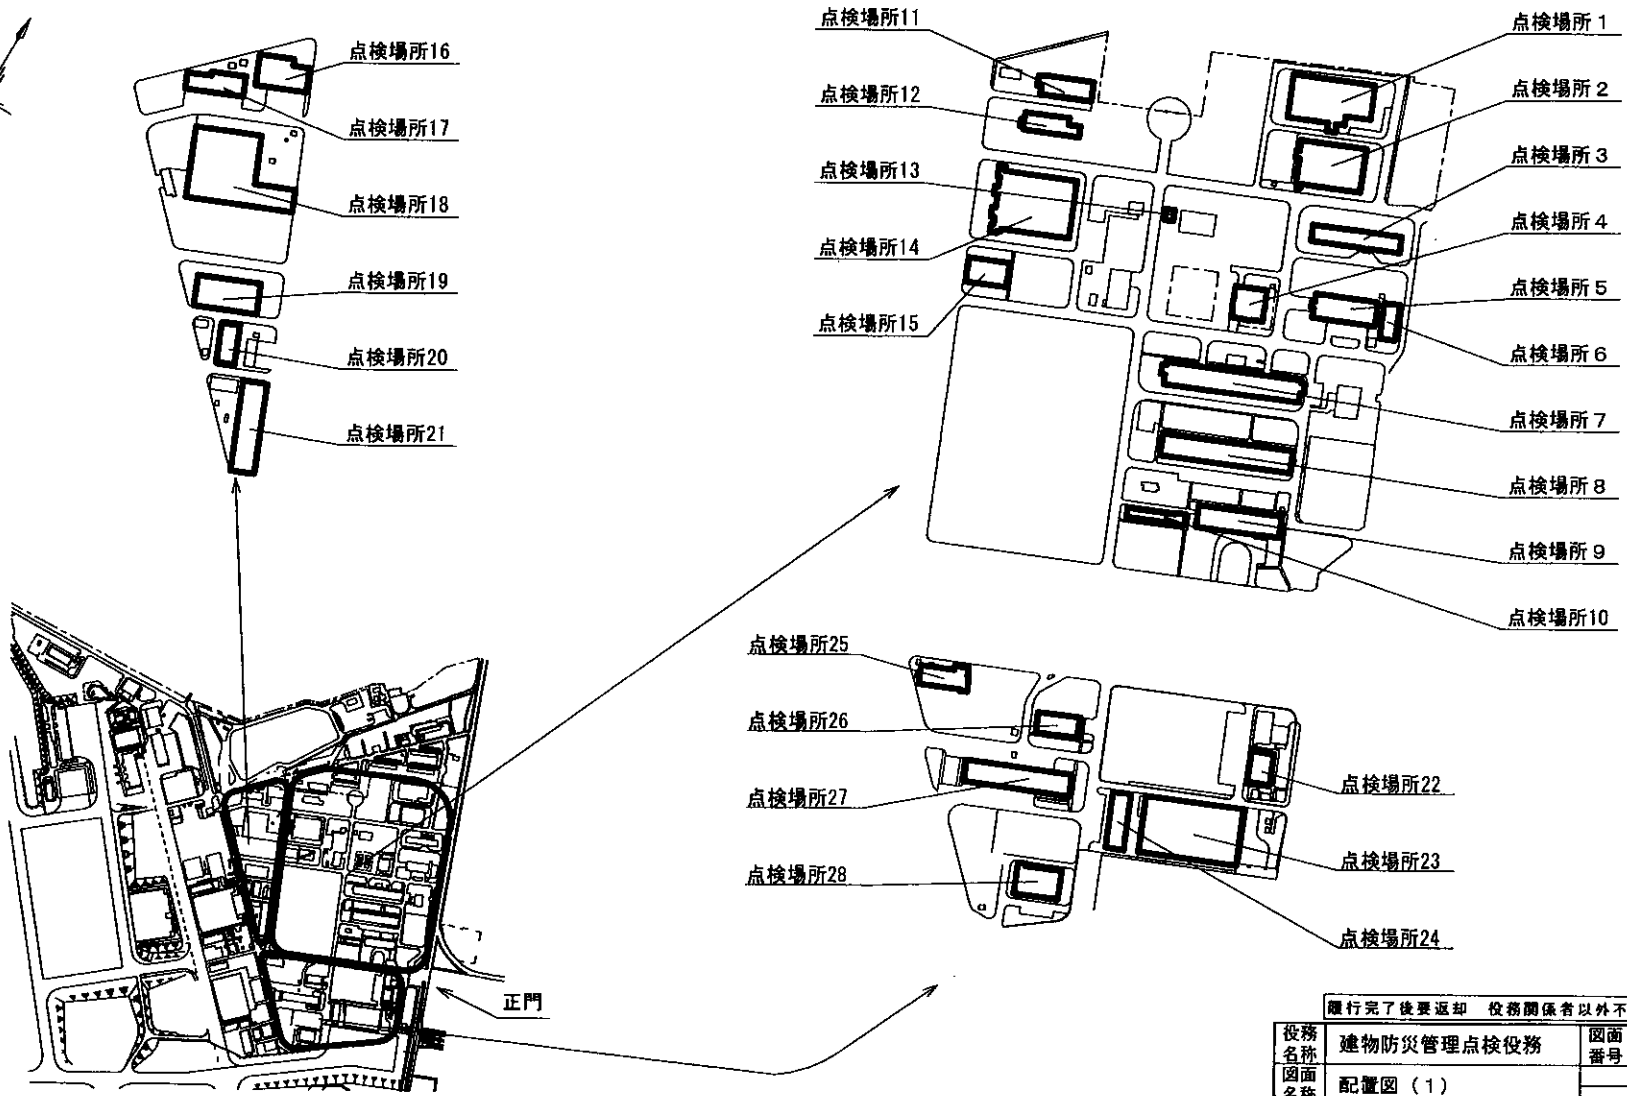 点検場所16
点検場所17
点検場所18
点検場所19
点検場所20
点検場所21
点検場所11
点検場所12
点検場所13
点検場所14
点検場所15
点検場所1
点検場所2
点検場所3
点検場所4
点検場所5
点検場所6
点検場所7
点検場所8
点検場所9
点検場所10
点検場所25
点検場所26
点検場所27
点検場所28
点検場所22
点検場所23
点検場所24
正門
履行完了後要返却 役務関係者以外不
役務名称 建物防災管理点検役務 図面番号
図面名称 配置図(1)